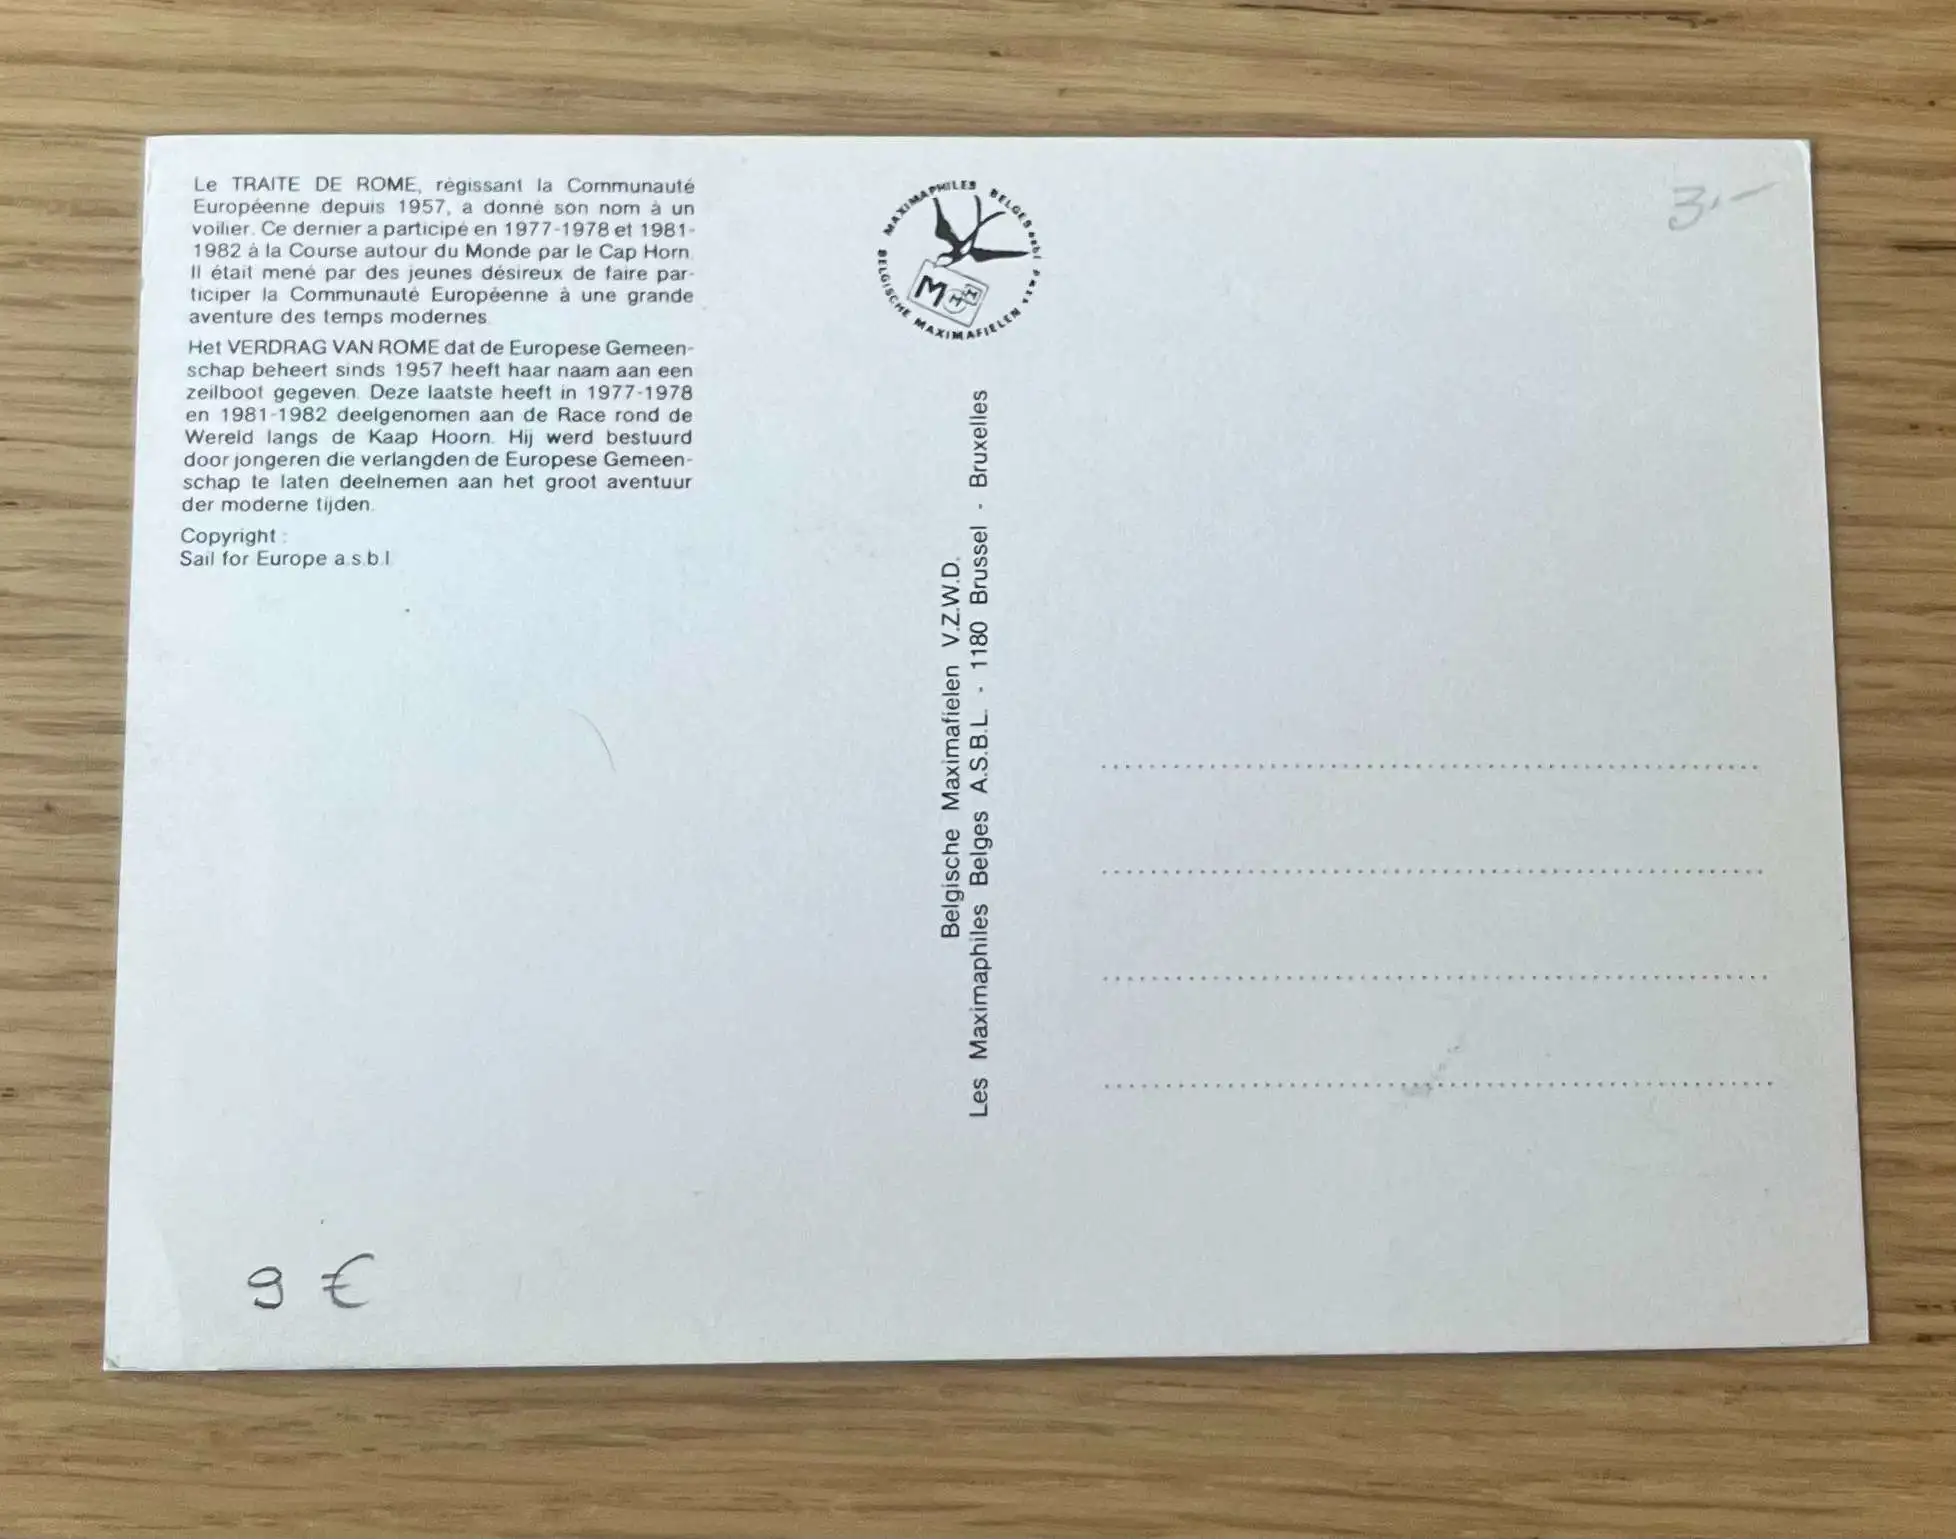 Le TRAITE DE ROME, régissant la Communauté
Européenne depuis 1957, a donné son nom à un
voilier. Ce dernier a participé en 1977-1978 et 1981-
1982 à la Course autour du Monde par le Cap Horn.
Il était mené par des jeunes désireux de faire par-
ticiper la Communauté Européenne à une grande
aventure des temps modernes.
Het VERDRAG VAN ROME dat de Europese Gemeen-
schap beheert sinds 1957 heeft haar naam aan een
zeilboot gegeven. Deze laatste heeft in 1977-1978
en 1981-1982 deelgenomen aan de Race rond de
Wereld langs de Kaap Hoorn. Hij werd bestuurd
door jongeren die verlangden de Europese Gemeen-
schap te laten deelnemen aan het groot avontuur
der moderne tijden.
Copyright :
Sail for Europe a.s.b.l
MAXIMAPHILES BELGES asbl
BELGISCHE MAXIMAFIELEN
M
Belgische Maximafielen V.Z.W.D.
Les Maximaphiles Belges A.S.B.L. - 1180 Brussel - Bruxelles
3,-
9 €